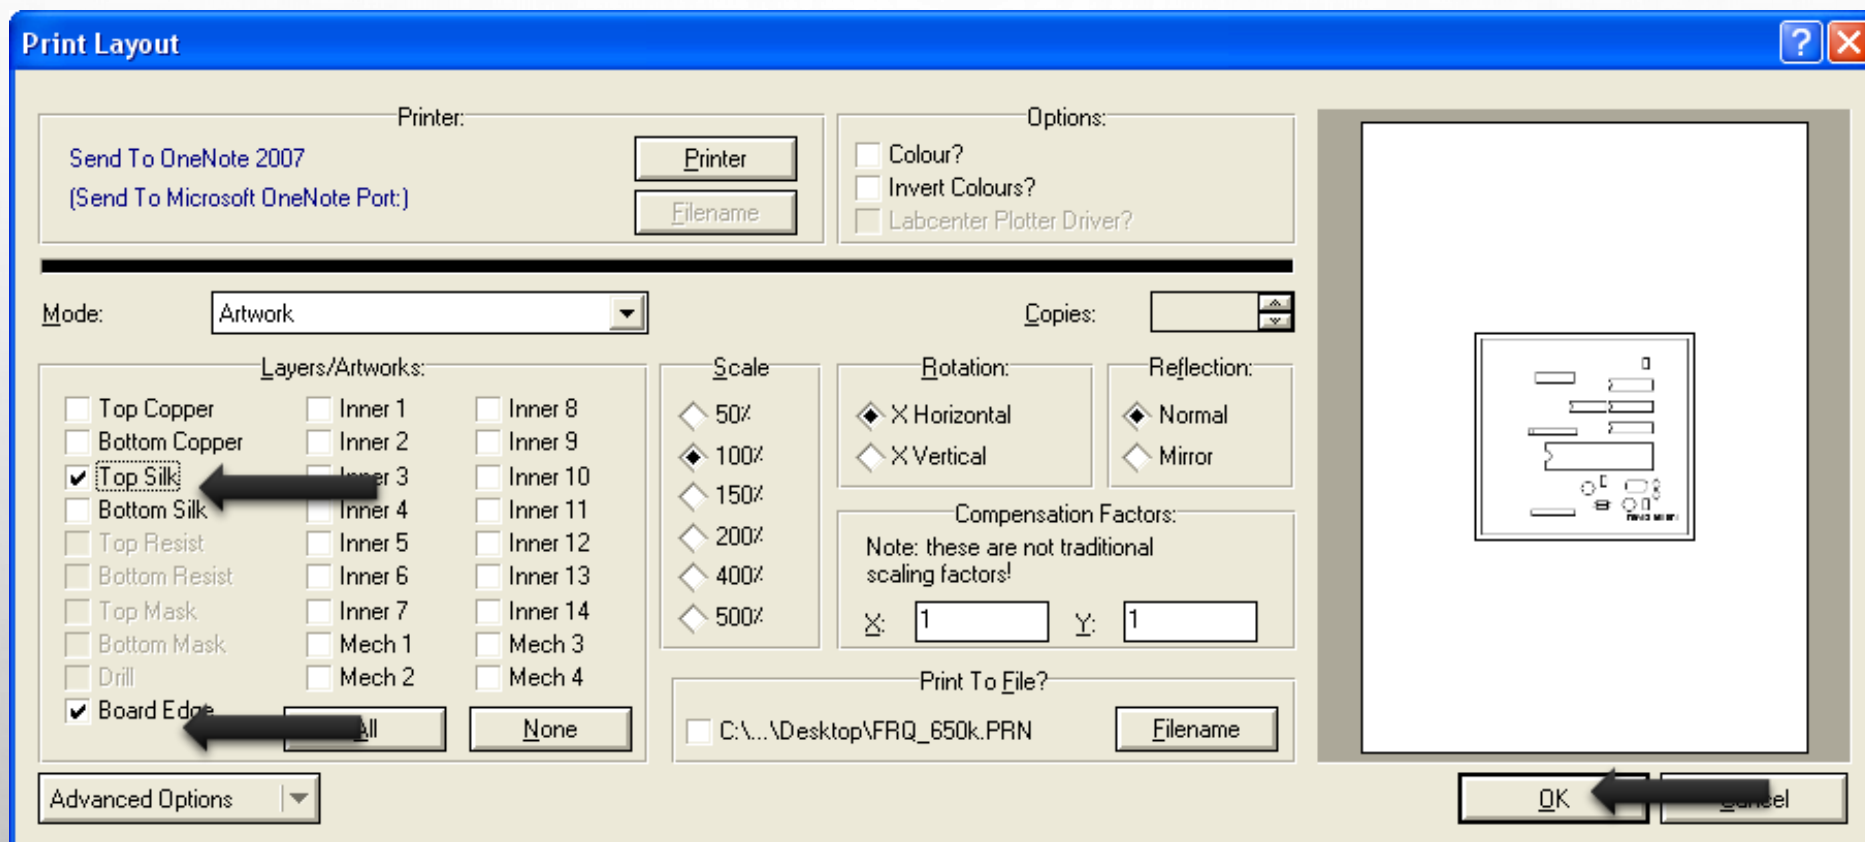 Print Layout
Printer:
Send To OneNote 2007
(Send To Microsoft OneNote Port:)
Printer
Filename
Options:
Colour?
Invert Colours?
Labcenter Plotter Driver?
Mode:
Artwork
Copies:
Layers/Artworks:
Top Copper
Bottom Copper
Top Silk
Bottom Silk
Top Resist
Bottom Resist
Top Mask
Bottom Mask
Drill
Board Edge
Inner 1
Inner 2
Inner 3
Inner 4
Inner 5
Inner 6
Inner 7
Mech 1
Mech 2
Inner 8
Inner 9
Inner 10
Inner 11
Inner 12
Inner 13
Inner 14
Mech 3
Mech 4
All
None
Scale
50%
100%
150%
200%
400%
500%
Rotation:
X Horizontal
X Vertical
Reflection:
Normal
Mirror
Compensation Factors:
Note: these are not traditional
scaling factors!
X: 1 Y: 1
Print To File?
C:\...\Desktop\FRQ_650k.PRN
Filename
Advanced Options
OK
Cancel